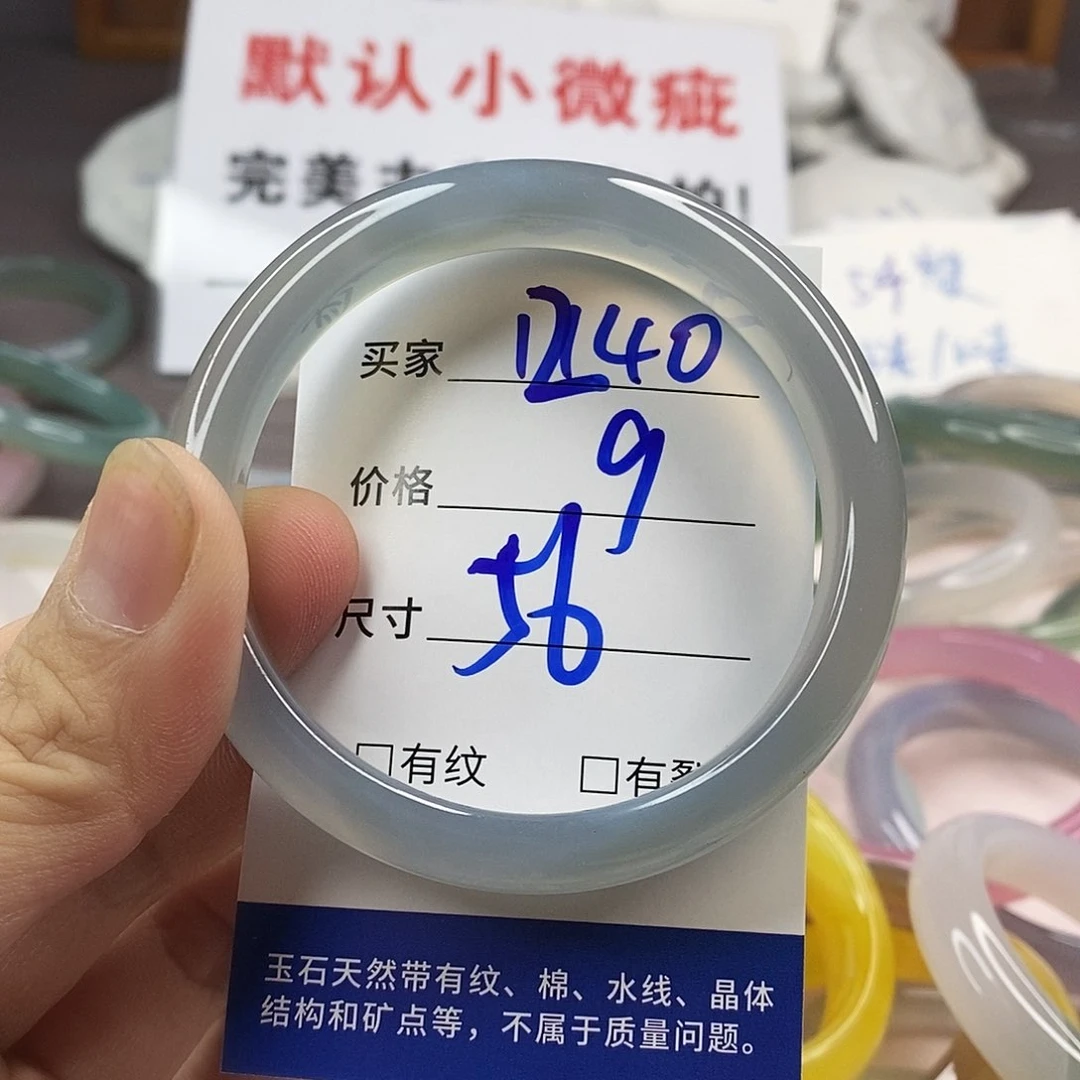 默认小微疵
完美
买家 40
价格 9
尺寸 56
□有纹 □有裂
玉石天然带有纹、棉、水线、晶体
结构和矿点等，不属于质量问题。